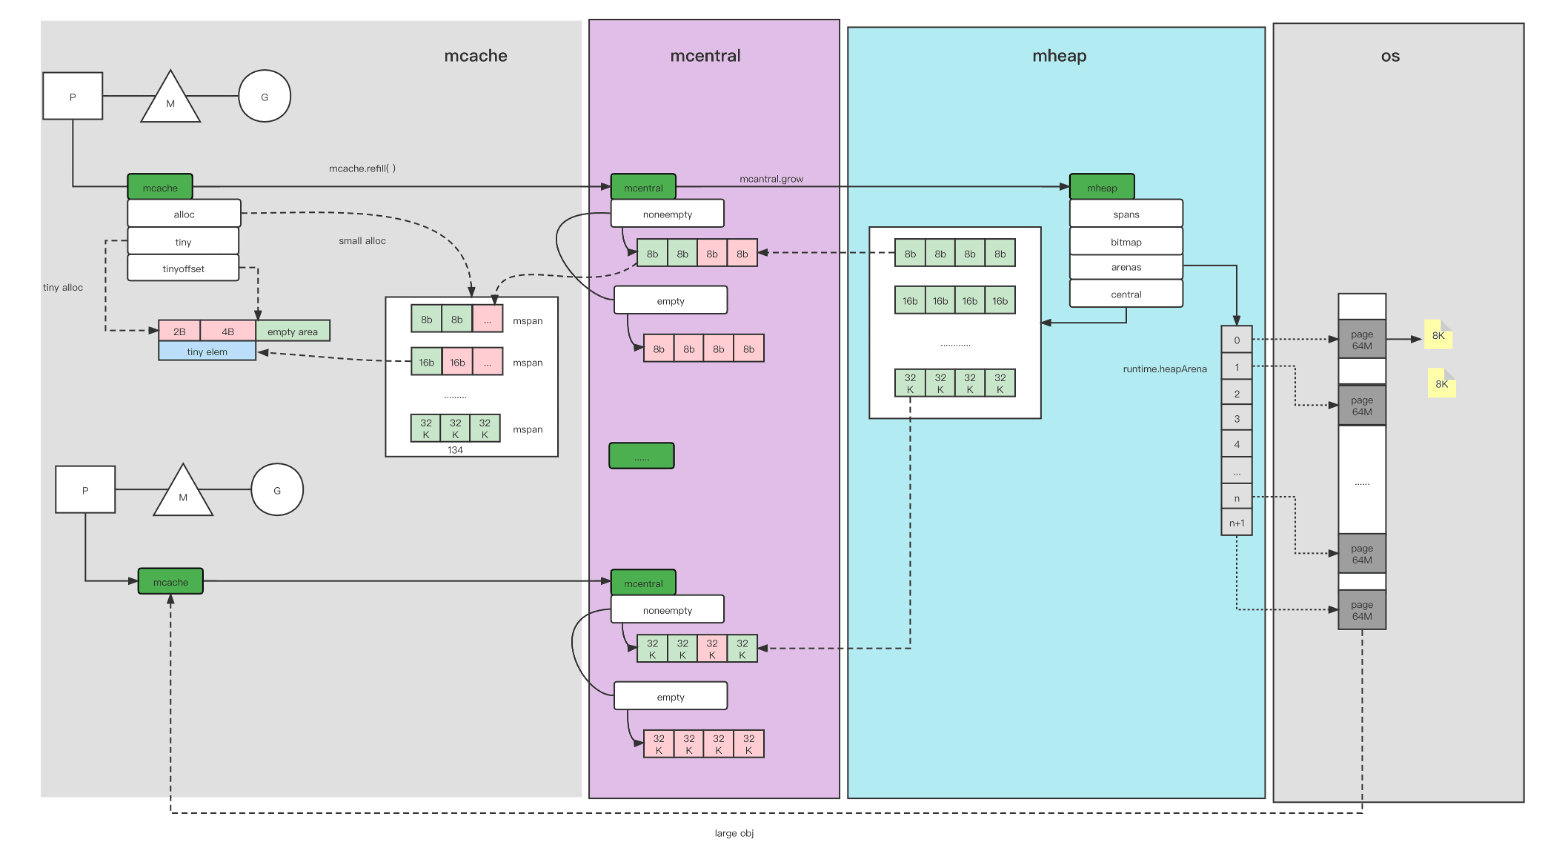 mcache
mcentral
mheap
os
P
M
G
mcache.refill( )
mcantral.grow
mcache
alloc
tiny
tinyoffset
small alloc
tiny alloc
2B
4B
empty area
tiny elem
8b
8b
...
mspan
16b
16b
...
mspan
.........
32
K
32
K
32
K
mspan
134
mcentral
noneempty
8b
8b
8b
8b
empty
8b
8b
8b
8b
......
mheap
spans
bitmap
arenas
central
8b
8b
8b
8b
16b
16b
16b
16b
............
32
K
32
K
32
K
32
K
runtime.heapArena
0
1
2
3
4
...
n
n+1
page
64M
page
64M
......
page
64M
page
64M
8K
8K
P
M
G
mcache
mcentral
noneempty
32
K
32
K
32
K
32
K
empty
32
K
32
K
32
K
32
K
large obj